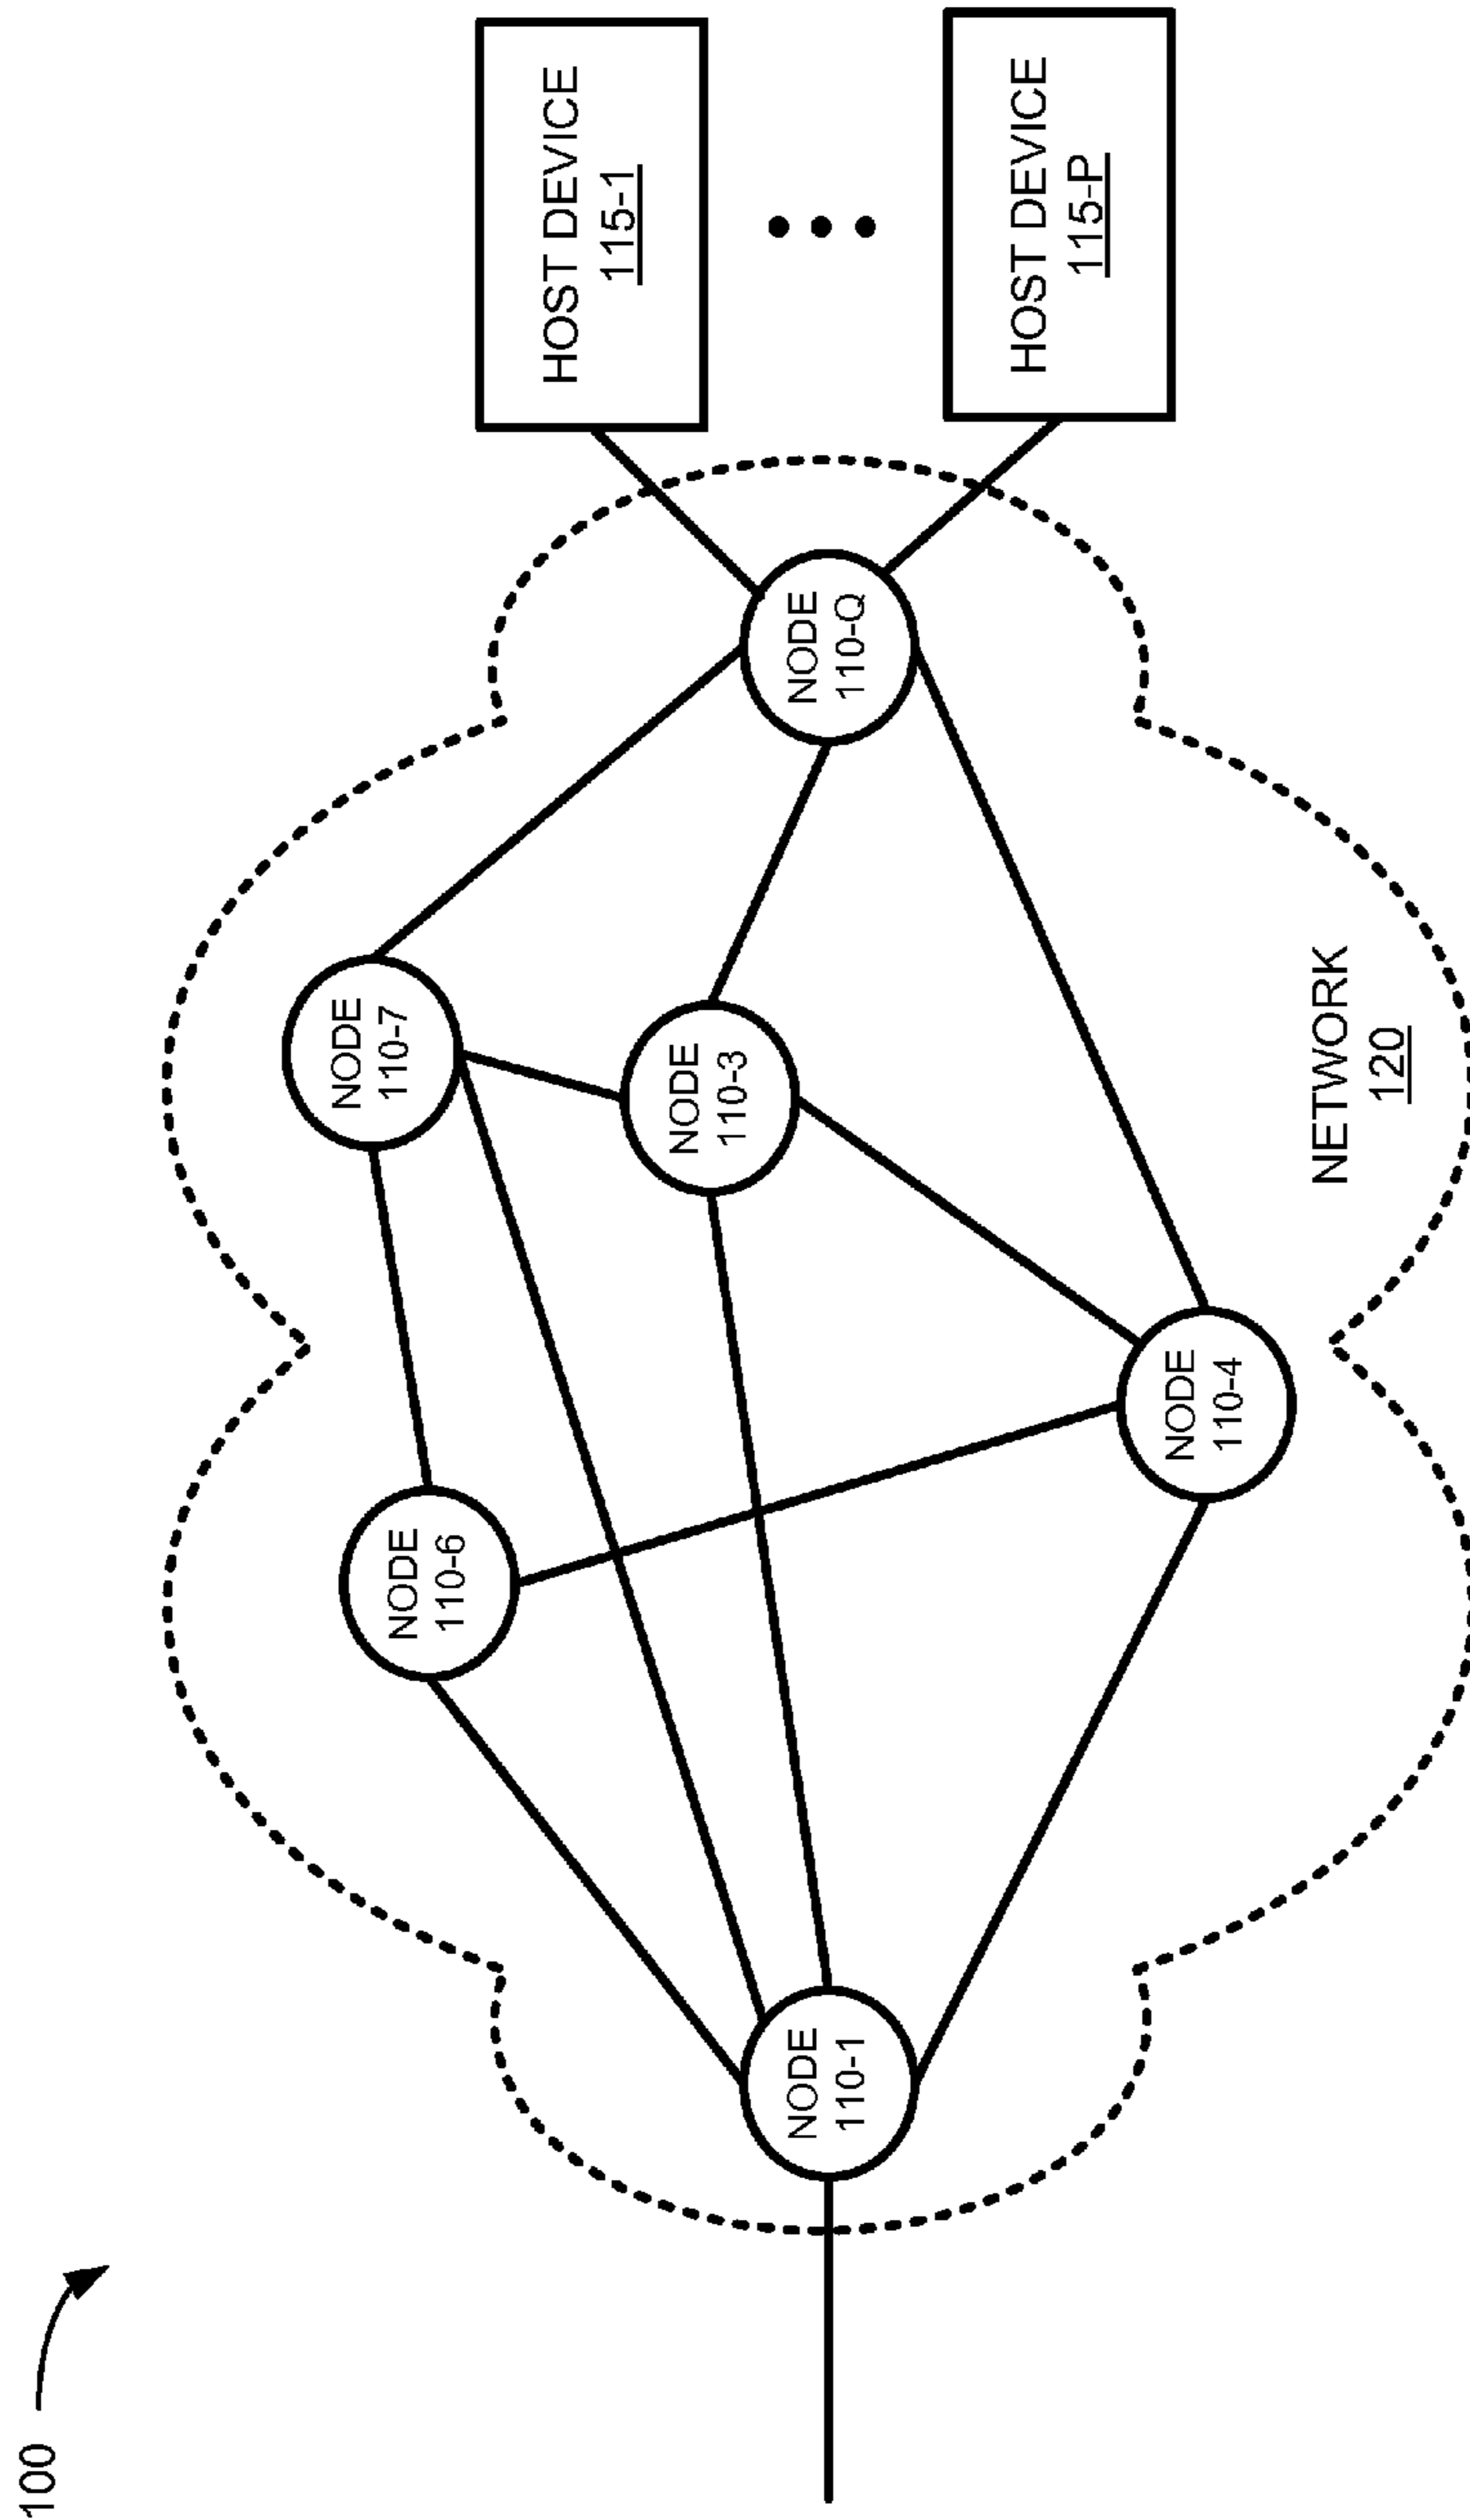 100
HOST DEVICE
115-1
HOST DEVICE
115-P
NODE
110-7
NODE
110-6
NODE
110-3
NODE
110-Q
NODE
110-1
NODE
110-4
NETWORK
120